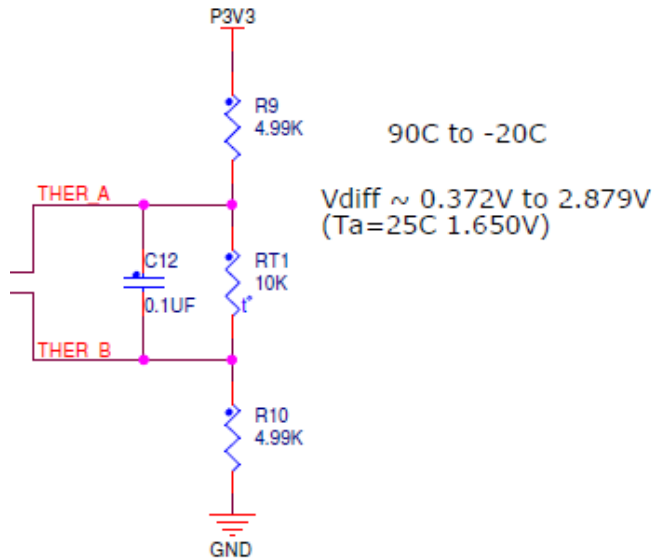 P3V3
R9
4.99K
90C to -20C
THER_A
Vdiff ~ 0.372V to 2.879V
(Ta=25C 1.650V)
C12
0.1UF
RT1
10K
t°
THER_B
R10
4.99K
GND